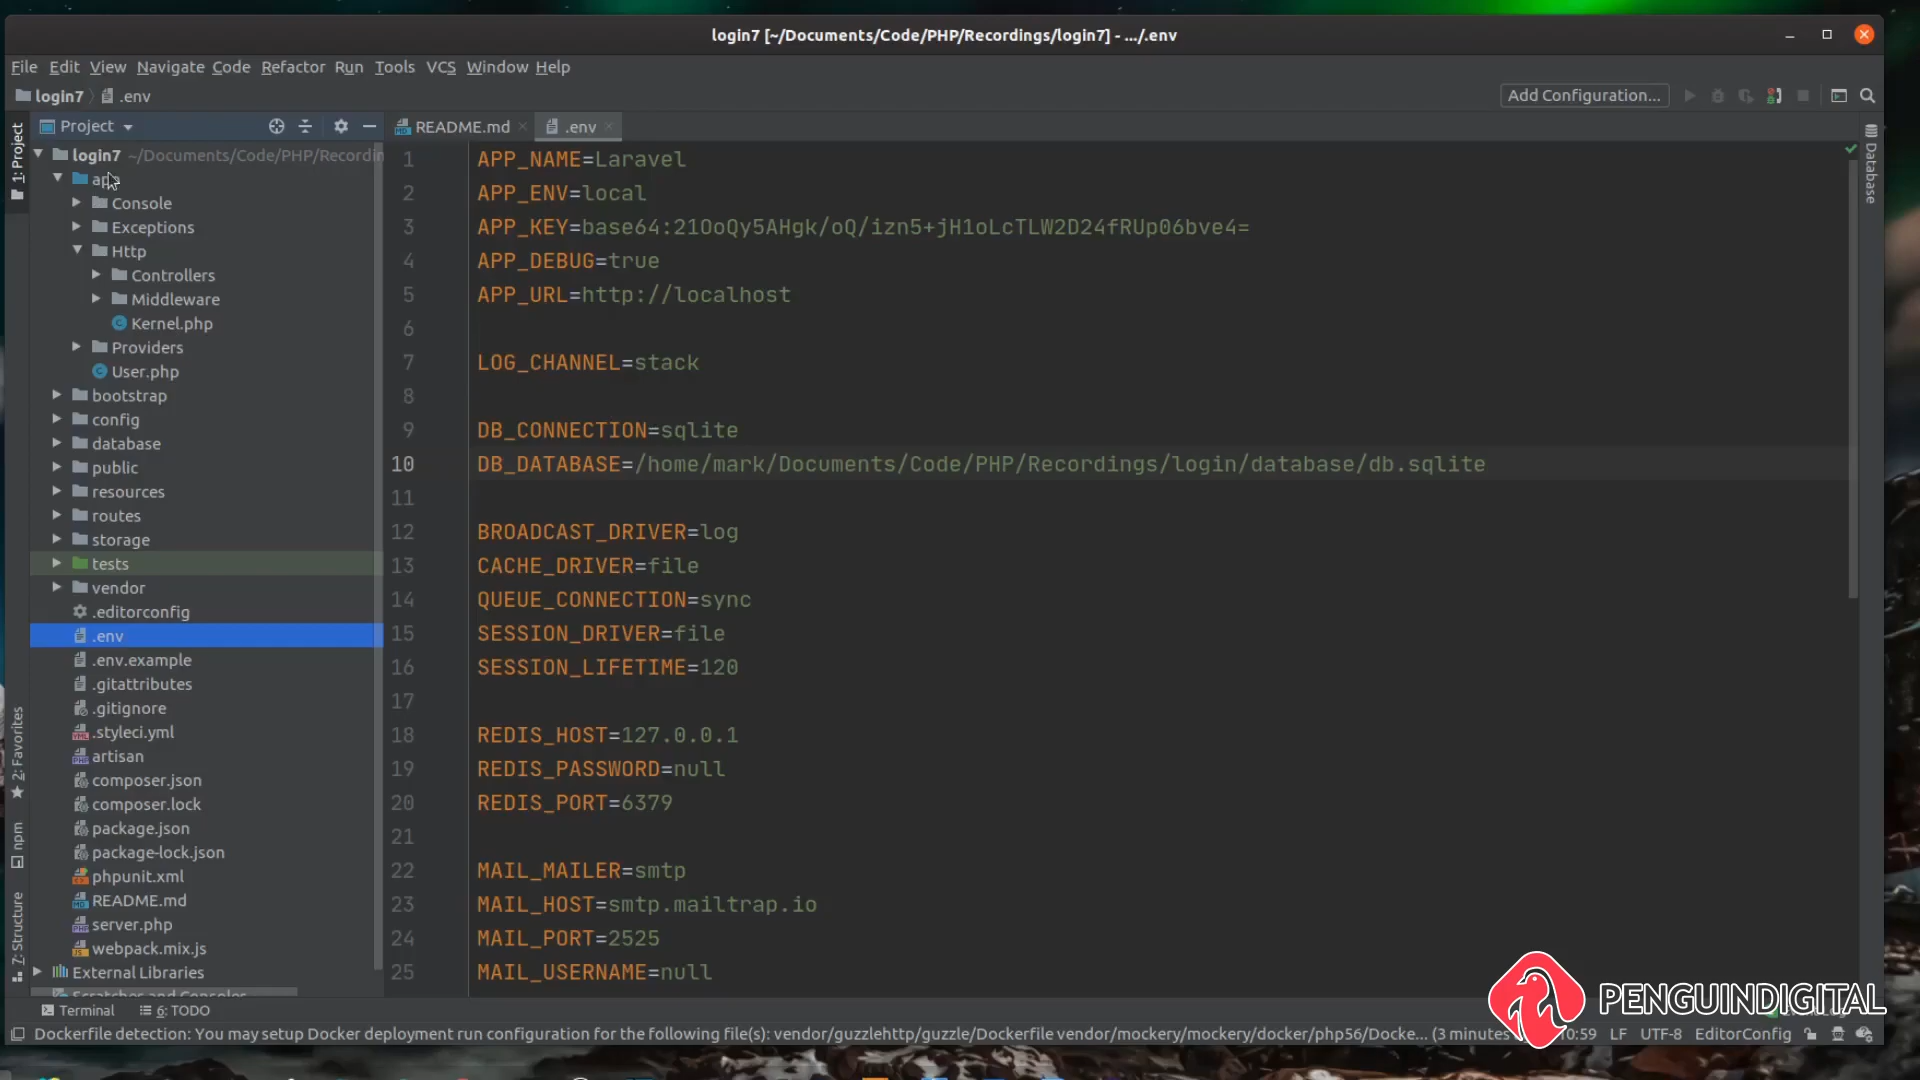 login7 [~/Documents/Code/PHP/Recordings/login7] - .../.env
File Edit View Navigate Code Refactor Run Tools VCS Window Help
login7 .env
Add Configuration...
Project
README.md
.env
1: Project
2: Favorites
npm
7: Structure
Database
login7 ~/Documents/Code/PHP/Recordin
app
Console
Exceptions
Http
Controllers
Middleware
Kernel.php
Providers
User.php
bootstrap
config
database
public
resources
routes
storage
tests
vendor
.editorconfig
.env
.env.example
.gitattributes
.gitignore
.styleci.yml
artisan
composer.json
composer.lock
package.json
package-lock.json
phpunit.xml
README.md
server.php
webpack.mix.js
External Libraries
Scratches and Consoles
1 APP_NAME=Laravel
2 APP_ENV=local
3 APP_KEY=base64:21OoQy5AHgk/oQ/izn5+jH1oLcTLW2D24fRUp06bve4=
4 APP_DEBUG=true
5 APP_URL=http://localhost
6
7 LOG_CHANNEL=stack
8
9 DB_CONNECTION=sqlite
10 DB_DATABASE=/home/mark/Documents/Code/PHP/Recordings/login/database/db.sqlite
11
12 BROADCAST_DRIVER=log
13 CACHE_DRIVER=file
14 QUEUE_CONNECTION=sync
15 SESSION_DRIVER=file
16 SESSION_LIFETIME=120
17
18 REDIS_HOST=127.0.0.1
19 REDIS_PASSWORD=null
20 REDIS_PORT=6379
21
22 MAIL_MAILER=smtp
23 MAIL_HOST=smtp.mailtrap.io
24 MAIL_PORT=2525
25 MAIL_USERNAME=null
PENGUINDIGITAL
Terminal 6: TODO
Dockerfile detection: You may setup Docker deployment run configuration for the following file(s): vendor/guzzlehttp/guzzle/Dockerfile vendor/mockery/mockery/docker/php56/Docke... (3 minutes 10:59 LF UTF-8 EditorConfig